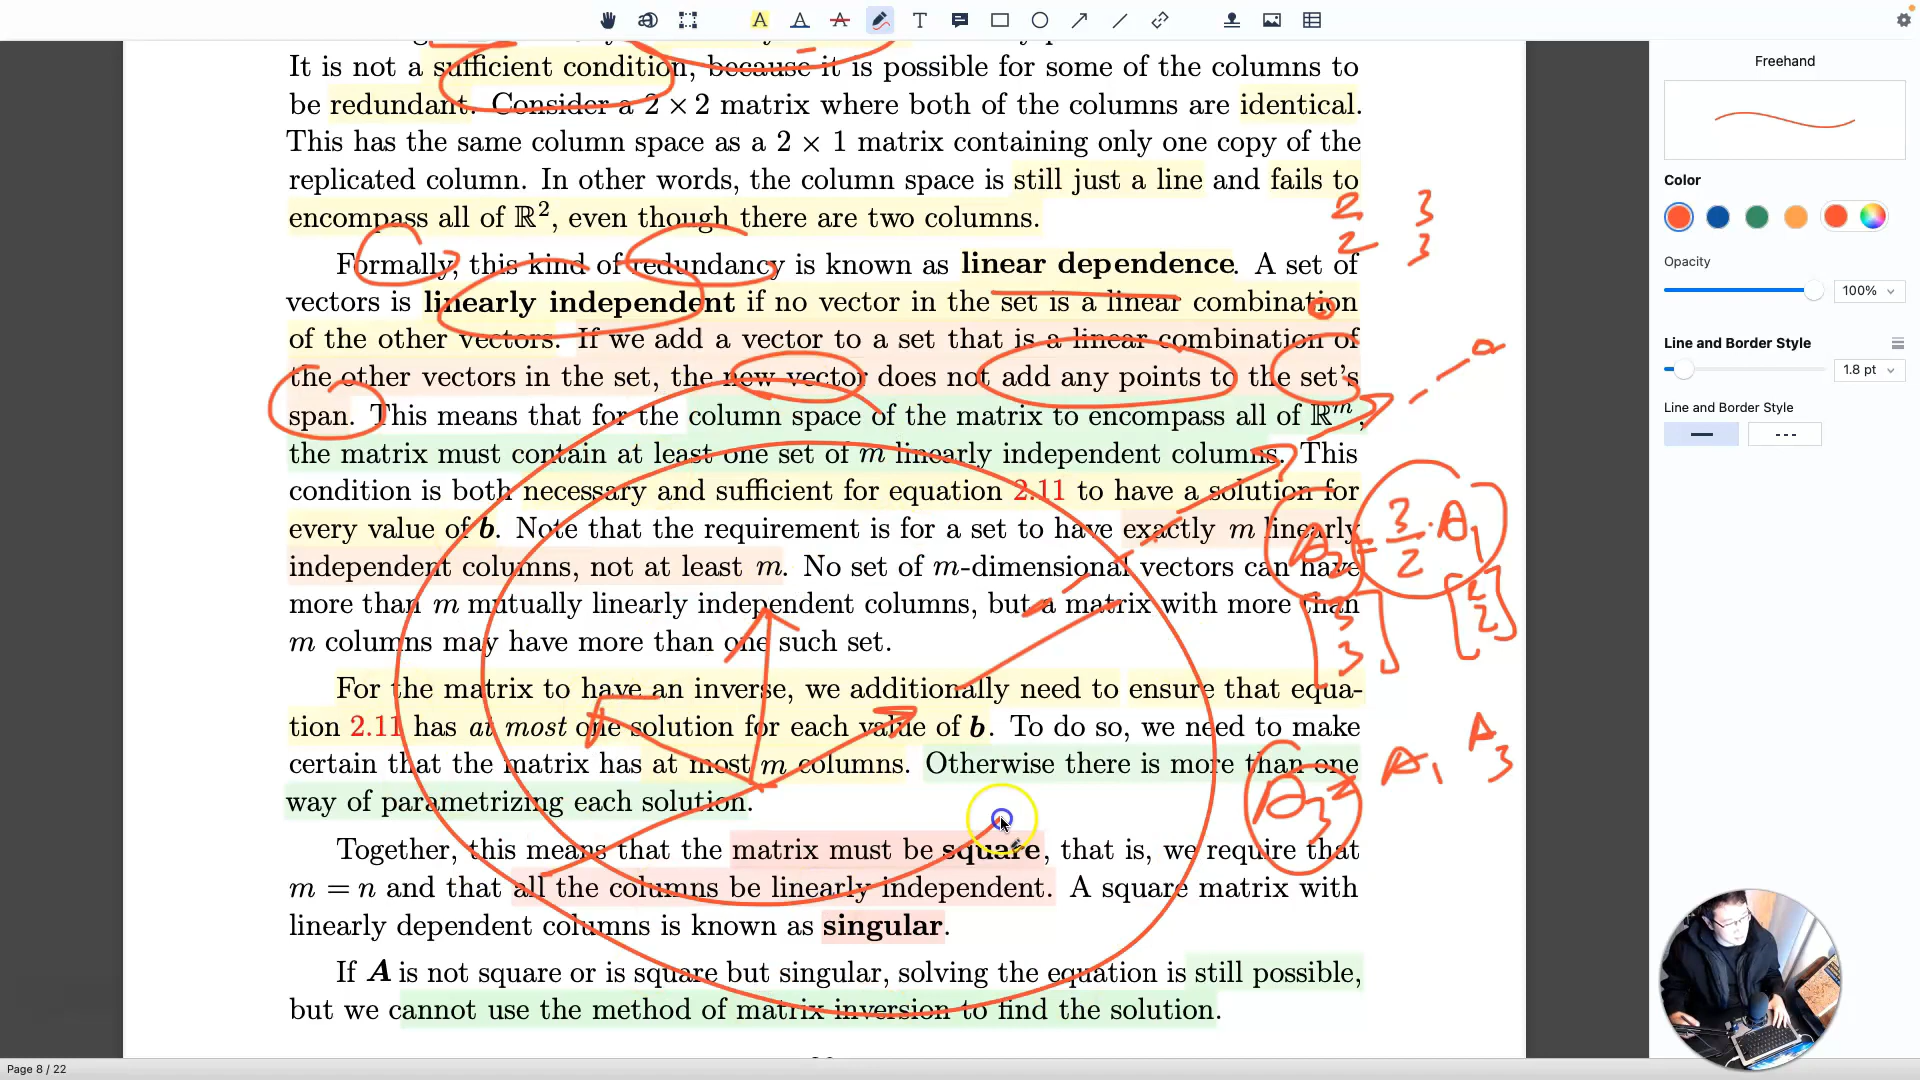 Freehand
It is not a sufficient condition, because it is possible for some of the columns to
be redundant. Consider a 2 × 2 matrix where both of the columns are identical.
This has the same column space as a 2 × 1 matrix containing only one copy of the
replicated column. In other words, the column space is still just a line and fails to
encompass all of ℝ², even though there are two columns.
2 3
2 3
Formally, this kind of redundancy is known as linear dependence. A set of
vectors is linearly independent if no vector in the set is a linear combination
of the other vectors. If we add a vector to a set that is a linear combination of
the other vectors in the set, the new vector does not add any points to the set's
span. This means that for the column space of the matrix to encompass all of ℝᵐ,
the matrix must contain at least one set of m linearly independent columns. This
condition is both necessary and sufficient for equation 2.11 to have a solution for
every value of b. Note that the requirement is for a set to have exactly m linearly
independent columns, not at least m. No set of m-dimensional vectors can have
more than m mutually linearly independent columns, but a matrix with more than
m columns may have more than one such set.
A2 = 3/2 · A1
[3 3] [2 2]
For the matrix to have an inverse, we additionally need to ensure that equa-
tion 2.11 has at most one solution for each value of b. To do so, we need to make
certain that the matrix has at most m columns. Otherwise there is more than one
way of parametrizing each solution.
A3 = A1 A3
Together, this means that the matrix must be square, that is, we require that
m = n and that all the columns be linearly independent. A square matrix with
linearly dependent columns is known as singular.
If A is not square or is square but singular, solving the equation is still possible,
but we cannot use the method of matrix inversion to find the solution.
Color
Opacity
100%
Line and Border Style
1.8 pt
Line and Border Style
Page 8 / 22